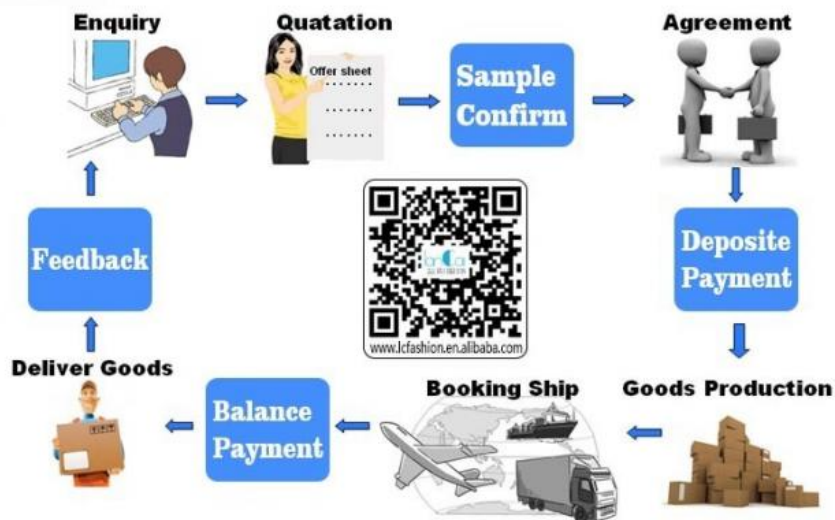 Enquiry
Quatation
Agreement
Offer sheet
Sample
Confirm
Feedback
Deposite
Payment
www.lcfashion.en.alibaba.com
Deliver Goods
Balance
Payment
Booking Ship
Goods Production